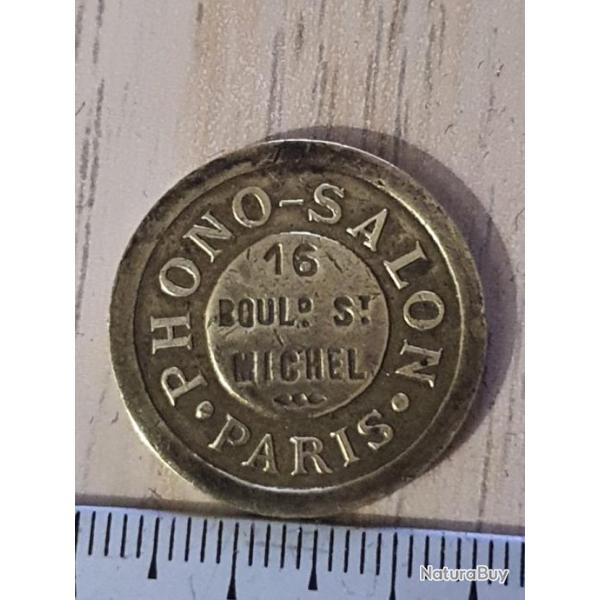 PHONO-SALON
16
BOULD. ST.
MICHEL
• PARIS •
NaturaBuy